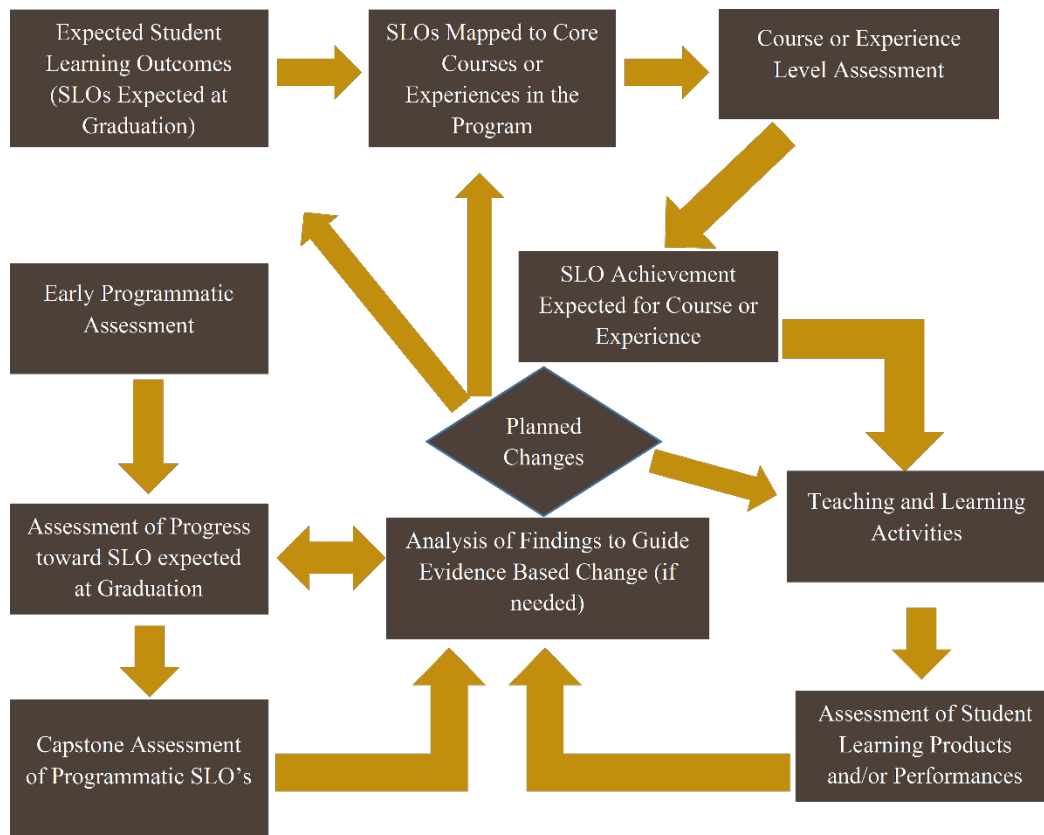 Expected Student
Learning Outcomes
(SLOs Expected at
Graduation)
SLOs Mapped to Core
Courses or
Experiences in the
Program
Course or Experience
Level Assessment
Early Programmatic
Assessment
SLO Achievement
Expected for Course or
Experience
Planned
Changes
Assessment of Progress
toward SLO expected
at Graduation
Analysis of Findings to Guide
Evidence Based Change (if
needed)
Teaching and Learning
Activities
Capstone Assessment
of Programmatic SLO’s
Assessment of Student
Learning Products
and/or Performances